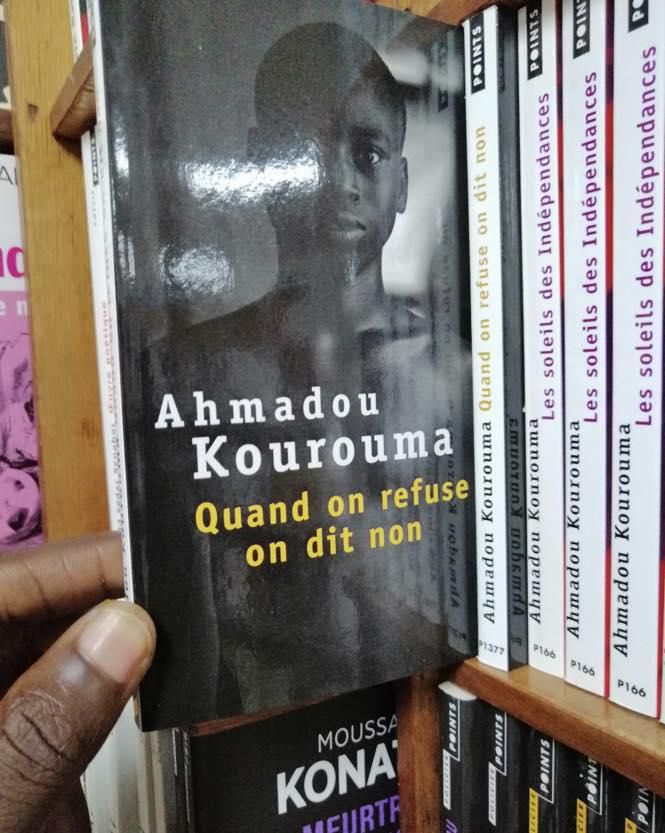 Ahmadou
Kourouma
Quand on refuse
on dit non
Ahmadou Kourouma Quand on refuse on dit non
POINTS
P1377
Ahmadou Kourouma Les soleils des Indépendances
POINTS
P166
Ahmadou Kourouma Les soleils des Indépendances
POINTS
P166
Ahmadou Kourouma Les soleils des Indépendances
P166
MOUSSA
KONAT
MEURTR
POINTS
POINTS
POINTS
POINTS